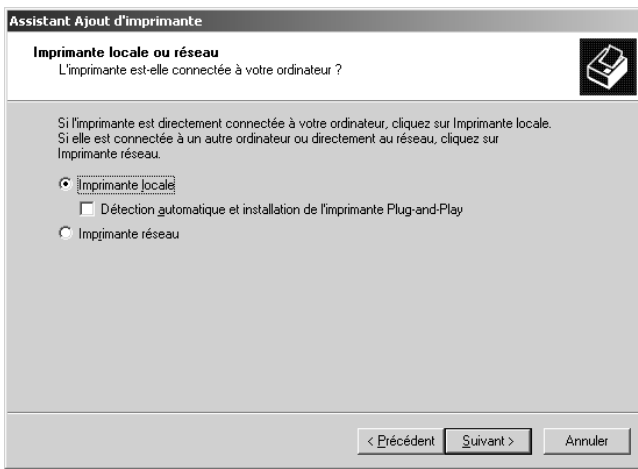 Assistant Ajout d'imprimante
Imprimante locale ou réseau
L'imprimante est-elle connectée à votre ordinateur ?
Si l'imprimante est directement connectée à votre ordinateur, cliquez sur Imprimante locale.
Si elle est connectée à un autre ordinateur ou directement au réseau, cliquez sur
Imprimante réseau.
Imprimante locale
Détection automatique et installation de l'imprimante Plug-and-Play
Imprimante réseau
< Précédent Suivant > Annuler